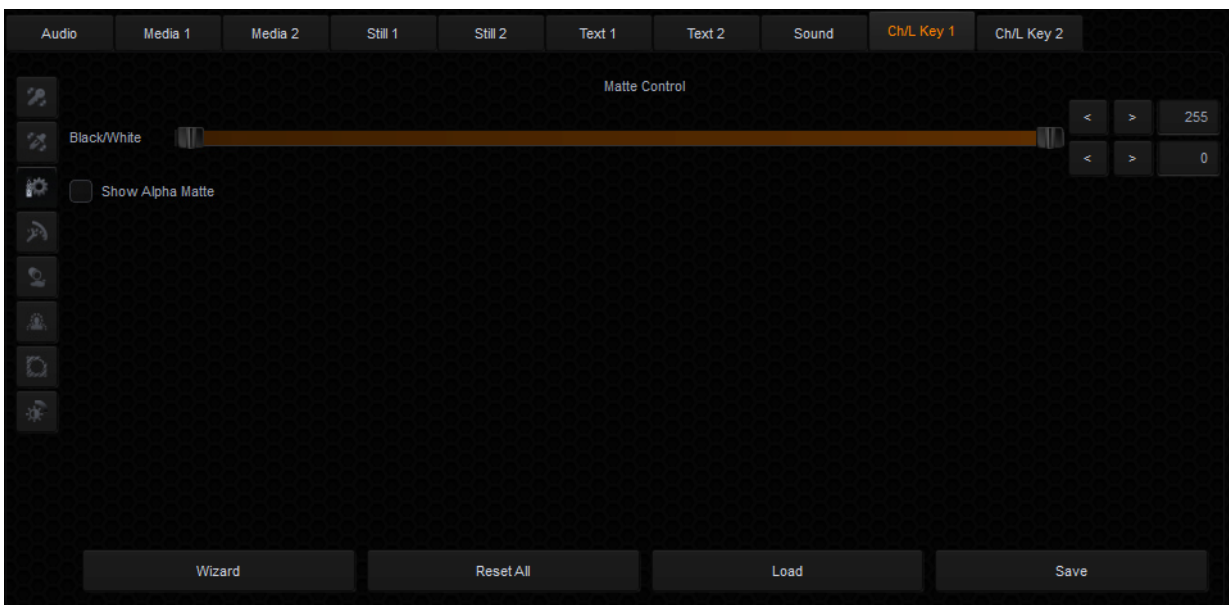 Audio Media 1 Media 2 Still 1 Still 2 Text 1 Text 2 Sound Ch/L Key 1 Ch/L Key 2
Matte Control
< > 255
Black/White
< > 0
Show Alpha Matte
Wizard Reset All Load Save